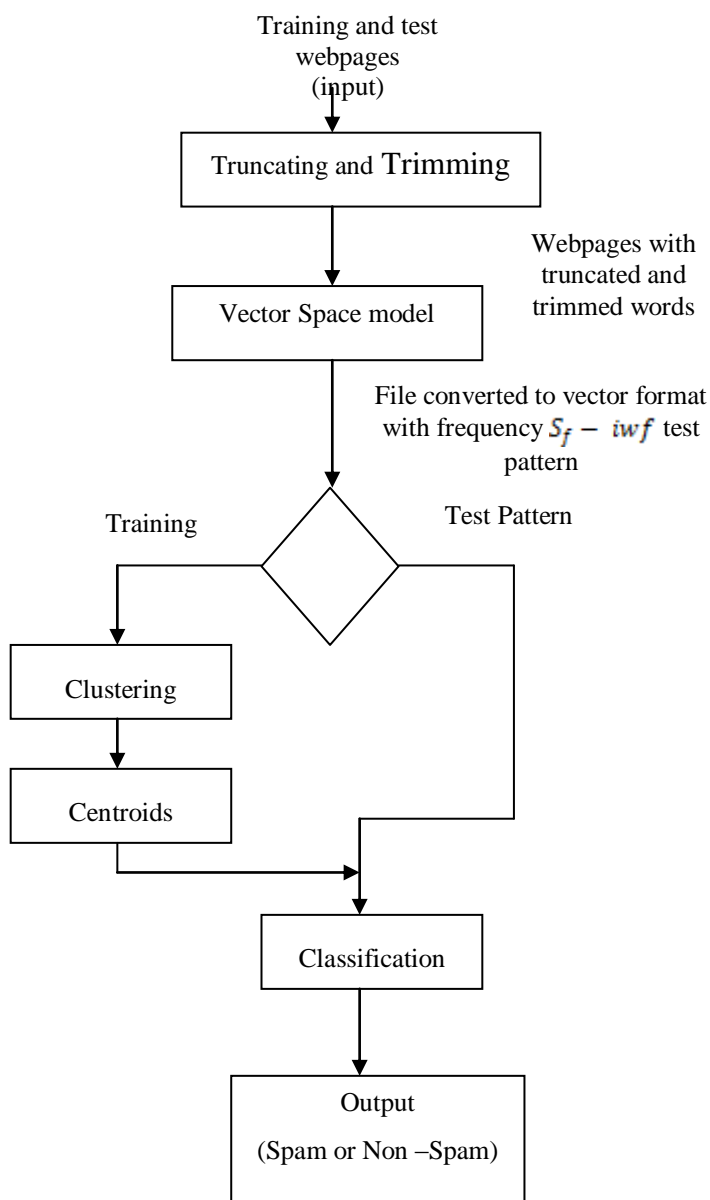 Training and test
webpages
(input)
Truncating and Trimming
Webpages with
truncated and
trimmed words
Vector Space model
File converted to vector format
with frequency S_f − iwf test
pattern
Training
Test Pattern
Clustering
Centroids
Classification
Output
(Spam or Non –Spam)